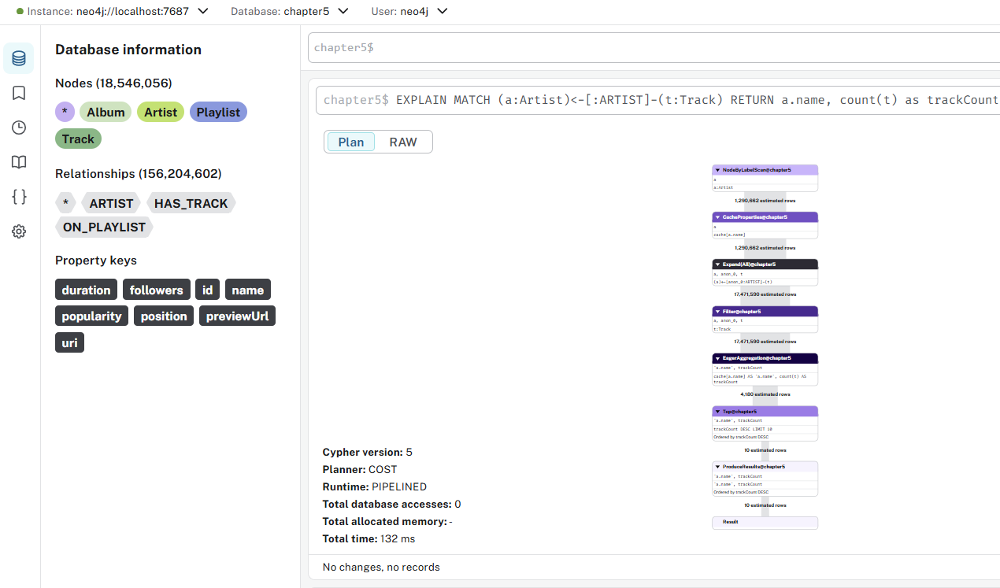 Instance: neo4j://localhost:7687 Database: chapter5 User: neo4j
Database information
Nodes (18,546,056)
* Album Artist Playlist
Track
Relationships (156,204,602)
* ARTIST HAS_TRACK
ON_PLAYLIST
Property keys
duration followers id name
popularity position previewUrl
uri
chapter5$
chapter5$ EXPLAIN MATCH (a:Artist)<-[:ARTIST]-(t:Track) RETURN a.name, count(t) as trackCount
Plan RAW
NodeByLabelScan@chapter5
a
a:Artist
1,290,662 estimated rows
CacheProperties@chapter5
a
cache[a.name]
1,290,662 estimated rows
Expand(All)@chapter5
a, anon_0, t
(a)<-[anon_0:ARTIST]-(t)
17,471,590 estimated rows
Filter@chapter5
a, anon_0, t
t:Track
17,471,590 estimated rows
EagerAggregation@chapter5
`a.name`, trackCount
cache[a.name] AS `a.name`, count(t) AS
trackCount
4,180 estimated rows
Top@chapter5
`a.name`, trackCount
trackCount DESC LIMIT 10
Ordered by trackCount DESC
10 estimated rows
ProduceResults@chapter5
`a.name`, trackCount
`a.name`, trackCount
Ordered by trackCount DESC
10 estimated rows
Result
Cypher version: 5
Planner: COST
Runtime: PIPELINED
Total database accesses: 0
Total allocated memory: -
Total time: 132 ms
No changes, no records